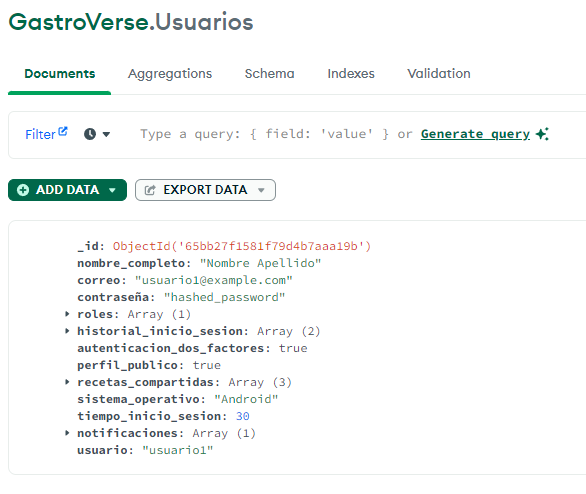 GastroVerse.Usuarios
Documents Aggregations Schema Indexes Validation
Filter Type a query: { field: 'value' } or Generate query
ADD DATA EXPORT DATA
_id: ObjectId('65bb27f1581f79d4b7aaa19b')
nombre_completo: "Nombre Apellido"
correo: "usuario1@example.com"
contraseña: "hashed_password"
roles: Array (1)
historial_inicio_sesion: Array (2)
autenticacion_dos_factores: true
perfil_publico: true
recetas_compartidas: Array (3)
sistema_operativo: "Android"
tiempo_inicio_sesion: 30
notificaciones: Array (1)
usuario: "usuario1"